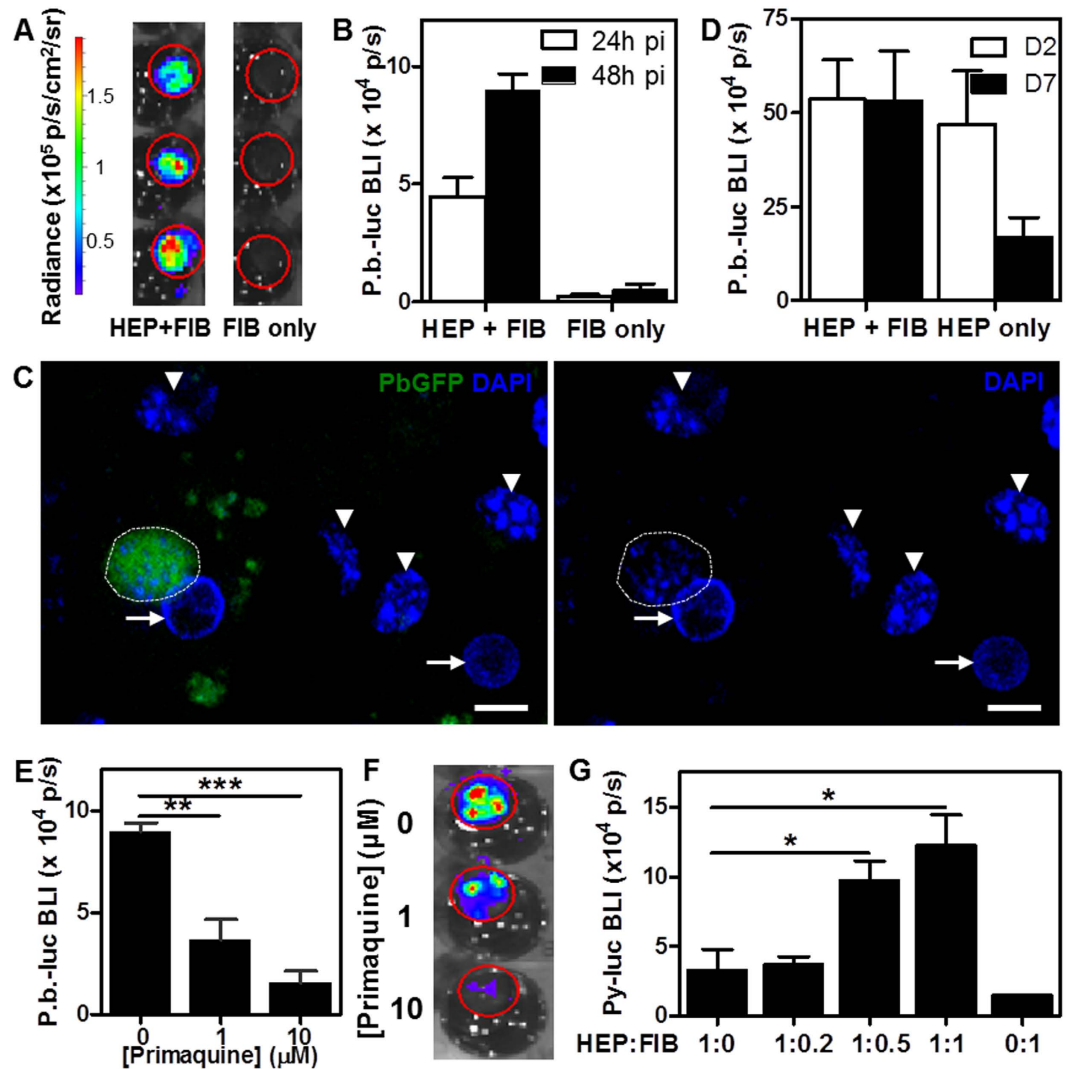 A
Radiance (x10⁵ p/s/cm²/sr)
1.5
1
0.5
HEP+FIB
FIB only
B
P.b.-luc BLI (x 10⁴ p/s)
10
5
0
24h pi
48h pi
HEP + FIB
FIB only
D
P.b.-luc BLI (x 10⁴ p/s)
75
50
25
0
D2
D7
HEP + FIB
HEP only
C
PbGFP DAPI
DAPI
E
P.b.-luc BLI (x 10⁴ p/s)
10
5
0
***
**
0
1
10
[Primaquine] (µM)
F
[Primaquine] (µM)
0
1
10
G
Py-luc BLI (x10⁴ p/s)
15
10
5
0
*
*
HEP:FIB
1:0
1:0.2
1:0.5
1:1
0:1